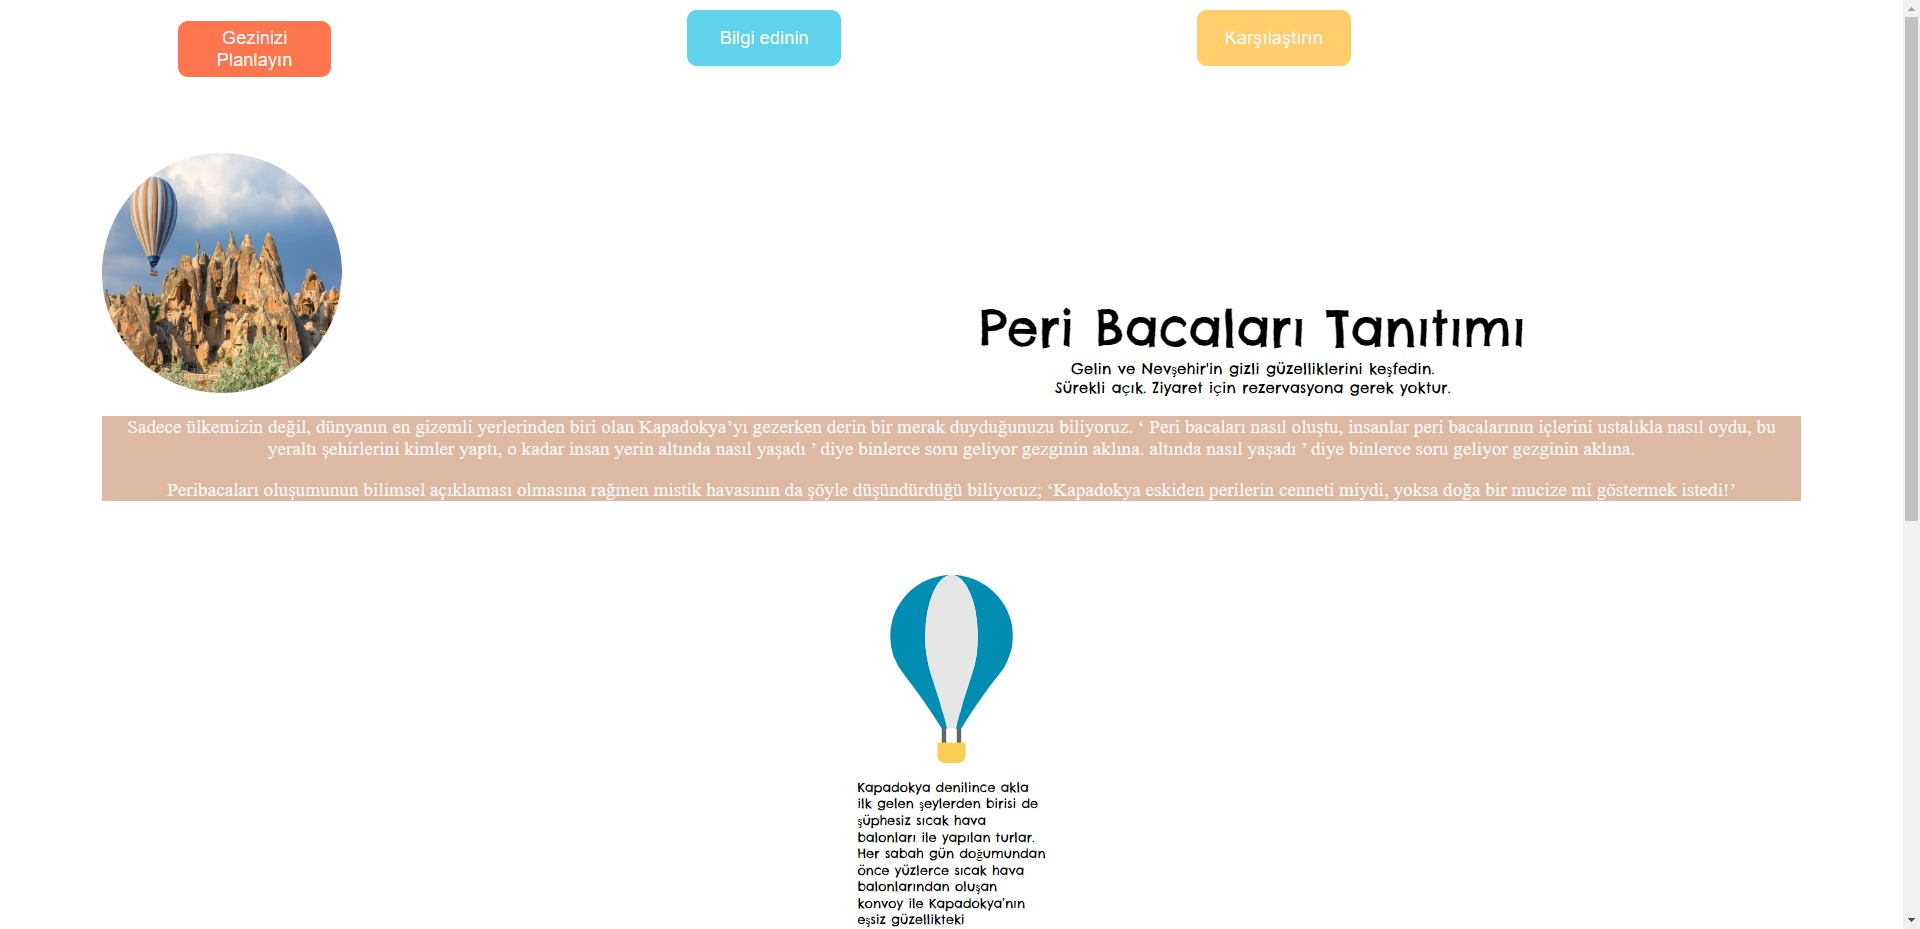 Gezinizi
Planlayın
Bilgi edinin
Karşılaştırın
Peri Bacaları Tanıtımı
Gelin ve Nevşehir'in gizli güzelliklerini keşfedin.
Sürekli açık. Ziyaret için rezervasyona gerek yoktur.
Sadece ülkemizin değil, dünyanın en gizemli yerlerinden biri olan Kapadokya’yı gezerken derin bir merak duyduğunuzu biliyoruz. ‘ Peri bacaları nasıl oluştu, insanlar peri bacalarının içlerini ustalıkla nasıl oydu, bu
yeraltı şehirlerini kimler yaptı, o kadar insan yerin altında nasıl yaşadı ’ diye binlerce soru geliyor gezginin aklına. altında nasıl yaşadı ’ diye binlerce soru geliyor gezginin aklına.
Peribacaları oluşumunun bilimsel açıklaması olmasına rağmen mistik havasının da şöyle düşündürdüğü biliyoruz; ‘Kapadokya eskiden perilerin cenneti miydi, yoksa doğa bir mucize mi göstermek istedi!’
Kapadokya denilince akla
ilk gelen şeylerden birisi de
şüphesiz sıcak hava
balonları ile yapılan turlar.
Her sabah gün doğumundan
önce yüzlerce sıcak hava
balonlarından oluşan
konvoy ile Kapadokya’nın
eşsiz güzellikteki